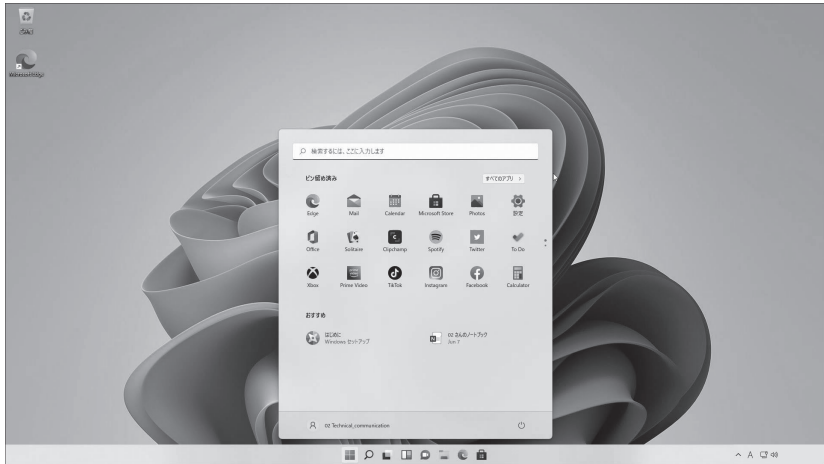 ごみ箱
Microsoft Edge
検索するには、ここに入力します
ピン留め済み
すべてのアプリ >
Edge
Mail
Calendar
Microsoft Store
Photos
設定
Office
Solitaire
Clipchamp
Spotify
Twitter
To Do
Xbox
Prime Video
TikTok
Instagram
Facebook
Calculator
おすすめ
はじめに
Windows セットアップ
02 さんのノートブック
Jun 7
02 Technical_communication
A